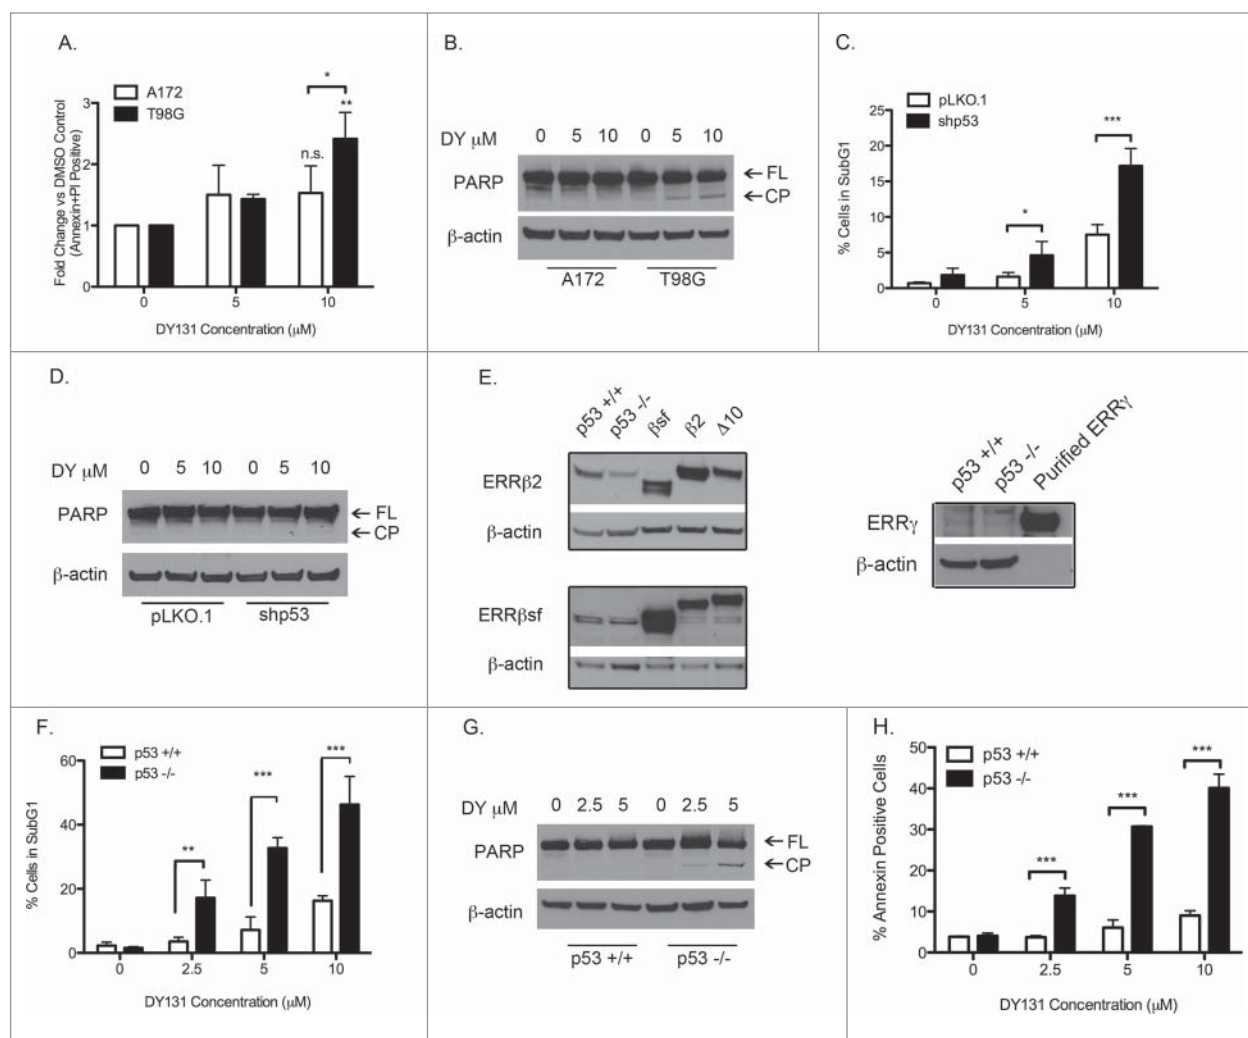 A.
A172
T98G
*
**
n.s.
Fold Change vs DMSO Control
(Annexin+PI Positive)
3
2
1
0
0 5 10
DY131 Concentration (μM)
B.
DY μM 0 5 10 0 5 10
PARP ← FL
← CP
β-actin
A172 T98G
C.
pLKO.1
shp53
***
*
% Cells in SubG1
25
20
15
10
5
0
0 5 10
DY131 Concentration (μM)
D.
DY μM 0 5 10 0 5 10
PARP ← FL
← CP
β-actin
pLKO.1 shp53
E.
p53 +/+ p53 -/- βsf β2 Δ10
ERRβ2
β-actin
ERRβsf
β-actin
p53 +/+ p53 -/- Purified ERRγ
ERRγ
β-actin
F.
p53 +/+
p53 -/-
**
***
***
% Cells in SubG1
60
40
20
0
0 2.5 5 10
DY131 Concentration (μM)
G.
DY μM 0 2.5 5 0 2.5 5
PARP ← FL
← CP
β-actin
p53 +/+ p53 -/-
H.
p53 +/+
p53 -/-
***
***
***
% Annexin Positive Cells
50
40
30
20
10
0
0 2.5 5 10
DY131 Concentration (μM)